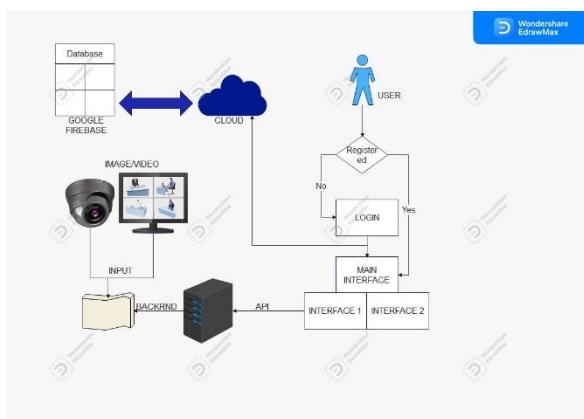 Wondershare
EdrawMax
Database
GOOGLE
FIREBASE
CLOUD
USER
Register
ed
No
Yes
LOGIN
IMAGE/VIDEO
INPUT
MAIN
INTERFACE
INTERFACE 1
INTERFACE 2
API
BACKRND